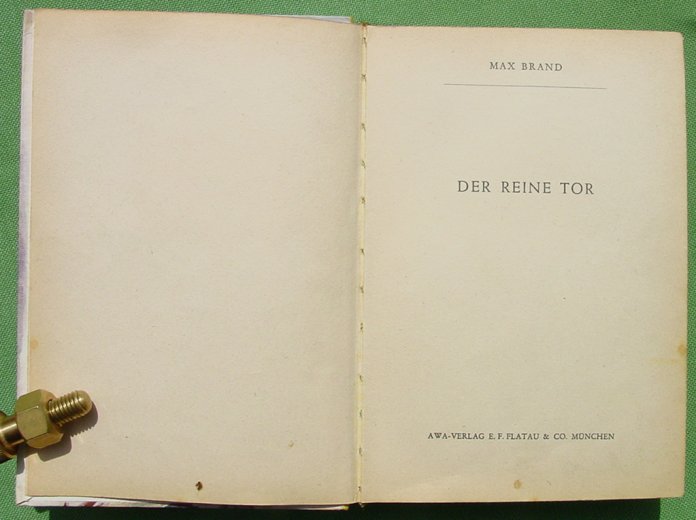 MAX BRAND
DER REINE TOR
AWA-VERLAG E. F. FLATAU & CO. MÜNCHEN